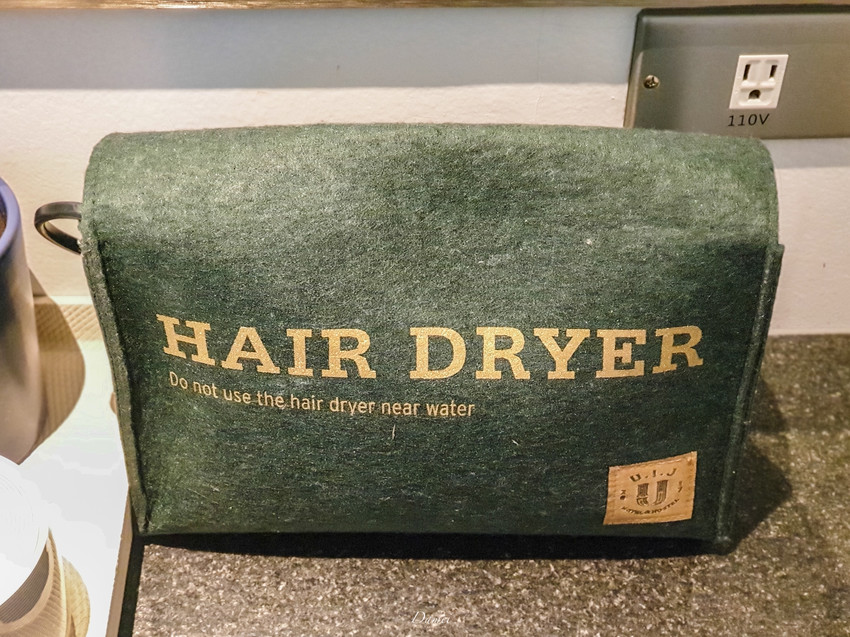 110V
HAIR DRYER
Do not use the hair dryer near water
U.I.J
U